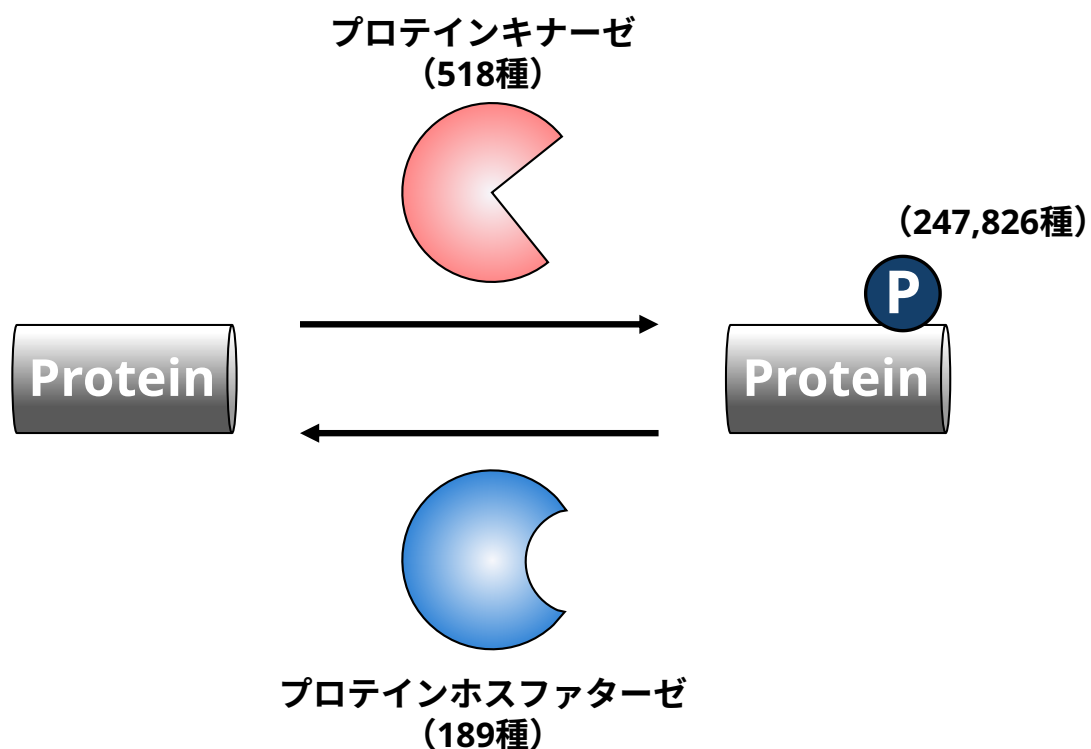 プロテインキナーゼ
（518種）
（247,826種）
P
Protein
Protein
プロテインホスファターゼ
（189種）